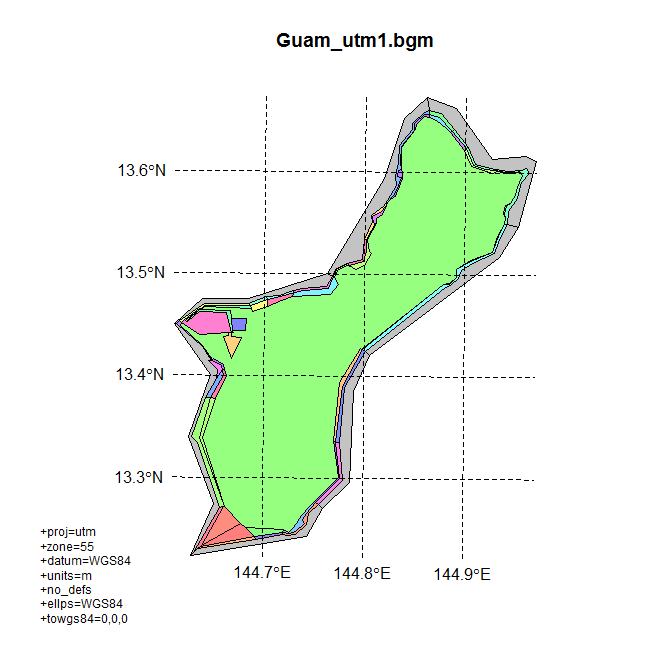 Guam_utm1.bgm
13.6°N
13.5°N
13.4°N
13.3°N
144.7°E 144.8°E 144.9°E
+proj=utm
+zone=55
+datum=WGS84
+units=m
+no_defs
+ellps=WGS84
+towgs84=0,0,0